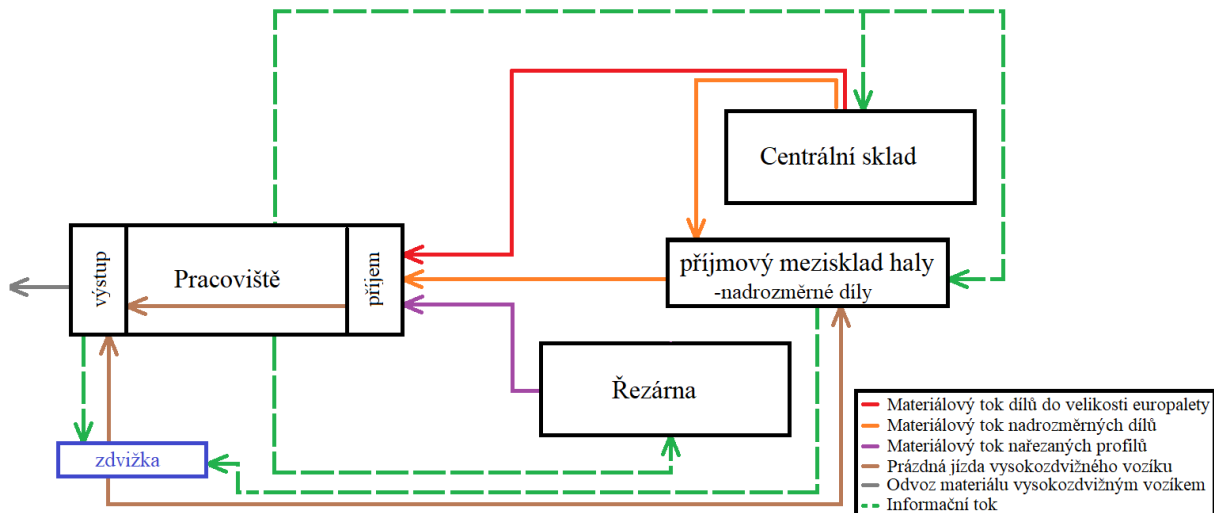 Centrální sklad
výstup
Pracoviště
příjem
příjmový mezisklad haly
-nadrozměrné díly
Řezárna
zdvižka
Materiálový tok dílů do velikosti europalety
Materiálový tok nadrozměrných dílů
Materiálový tok nařezaných profilů
Prázdná jízda vysokozdvižného vozíku
Odvoz materiálu vysokozdvižným vozíkem
Informační tok